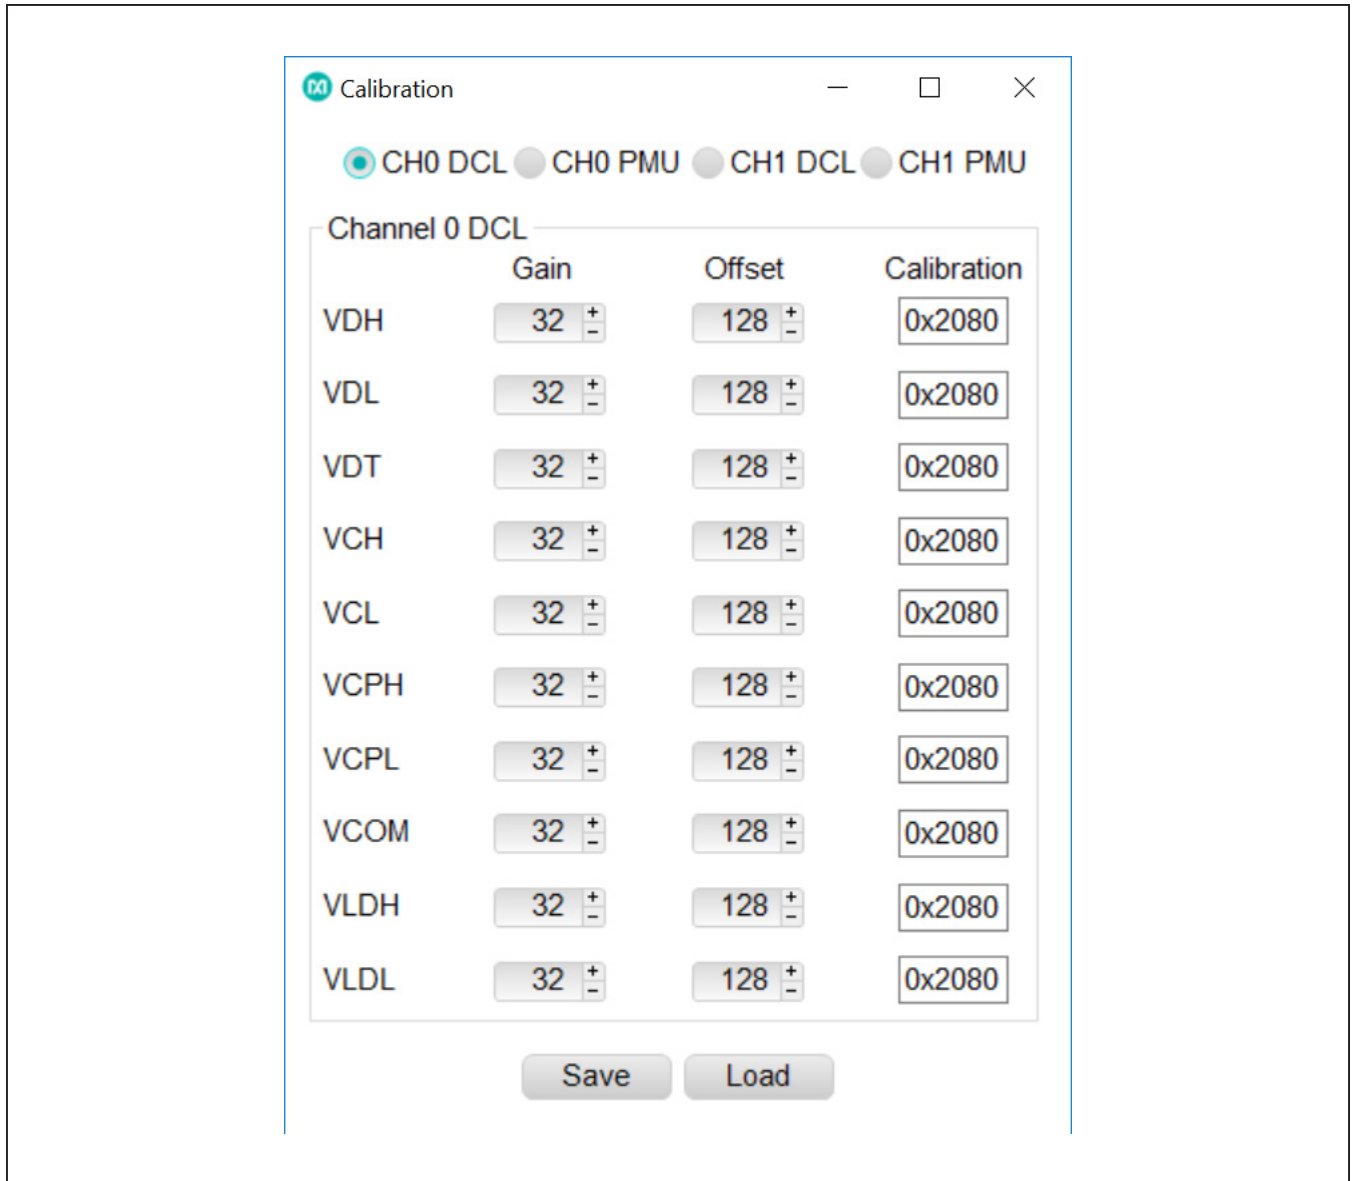 Calibration
CH0 DCL CH0 PMU CH1 DCL CH1 PMU
Channel 0 DCL
Gain Offset Calibration
VDH 32 + - 128 + - 0x2080
VDL 32 + - 128 + - 0x2080
VDT 32 + - 128 + - 0x2080
VCH 32 + - 128 + - 0x2080
VCL 32 + - 128 + - 0x2080
VCPH 32 + - 128 + - 0x2080
VCPL 32 + - 128 + - 0x2080
VCOM 32 + - 128 + - 0x2080
VLDH 32 + - 128 + - 0x2080
VLDL 32 + - 128 + - 0x2080
Save Load